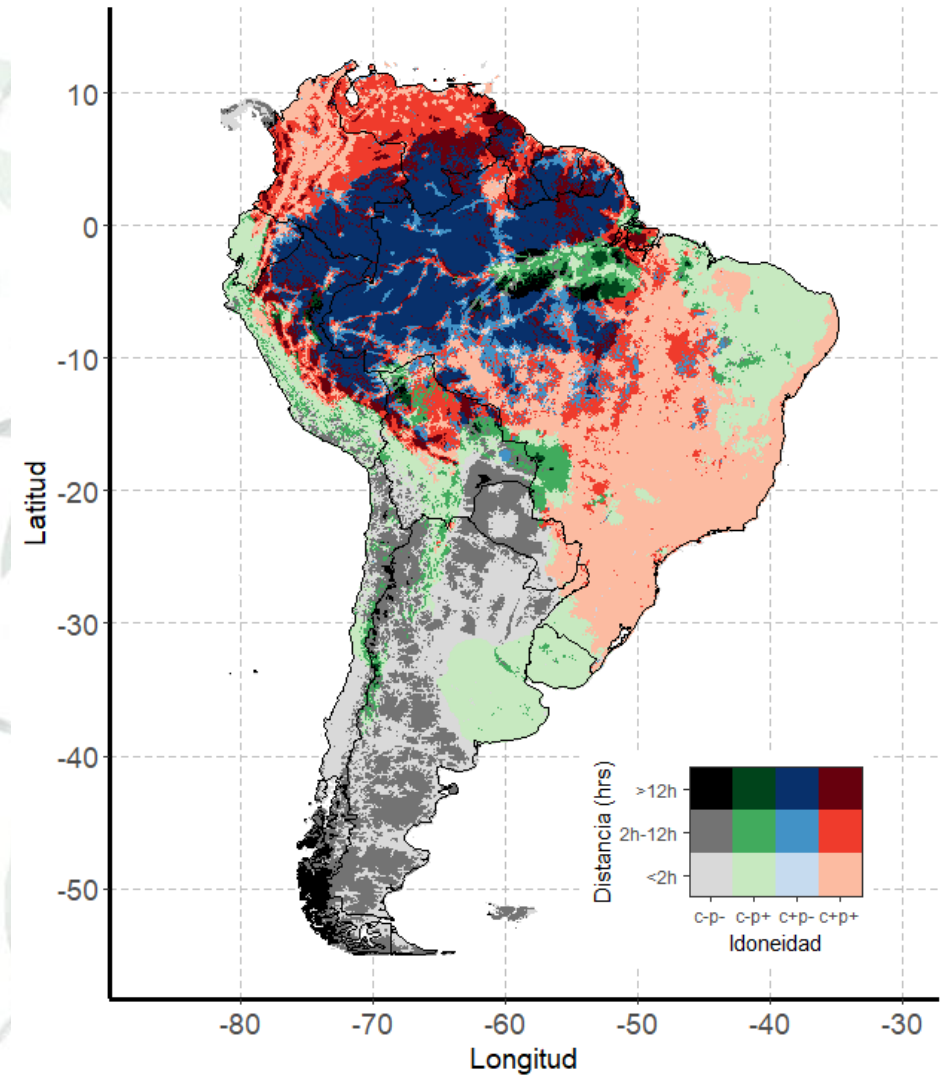 Latitud
10
0
-10
-20
-30
-40
-50
-80
-70
-60
-50
-40
-30
Longitud
Distancia (hrs)
>12h
2h-12h
<2h
c-p- c-p+ c+p- c+p+
Idoneidad